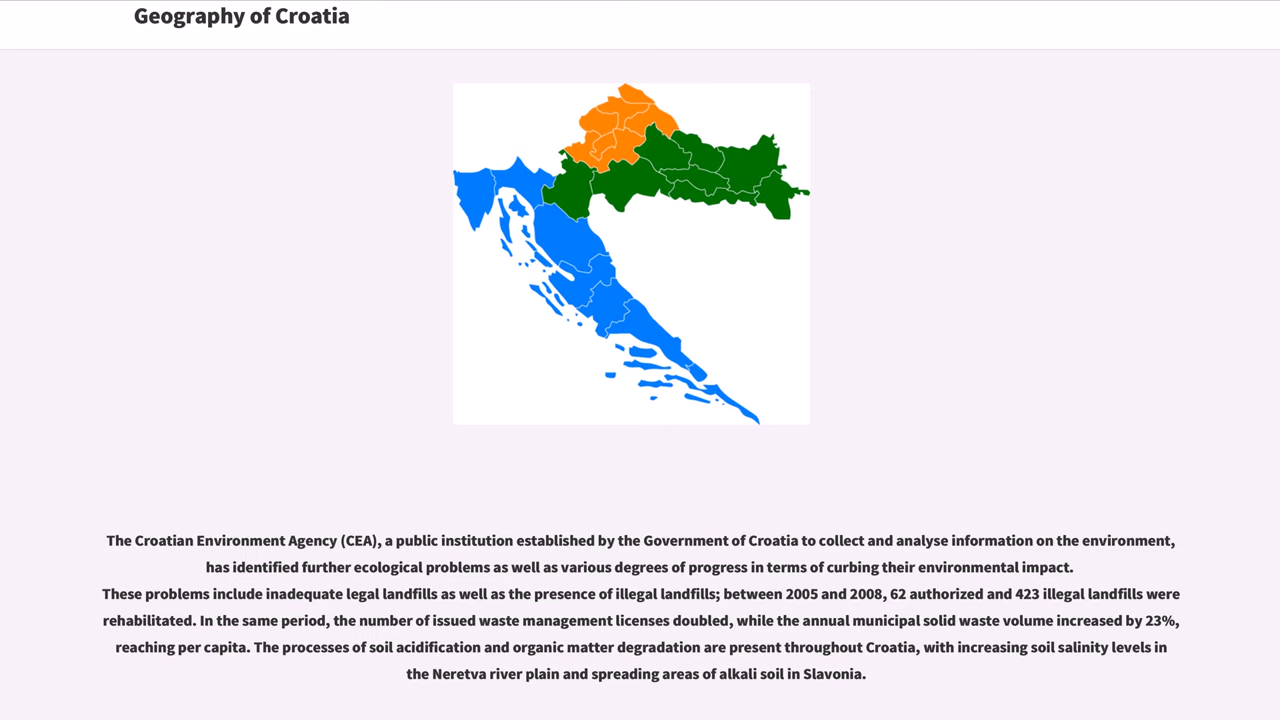 Geography of Croatia
The Croatian Environment Agency (CEA), a public institution established by the Government of Croatia to collect and analyse information on the environment,
has identified further ecological problems as well as various degrees of progress in terms of curbing their environmental impact.
These problems include inadequate legal landfills as well as the presence of illegal landfills; between 2005 and 2008, 62 authorized and 423 illegal landfills were
rehabilitated. In the same period, the number of issued waste management licenses doubled, while the annual municipal solid waste volume increased by 23%,
reaching per capita. The processes of soil acidification and organic matter degradation are present throughout Croatia, with increasing soil salinity levels in
the Neretva river plain and spreading areas of alkali soil in Slavonia.